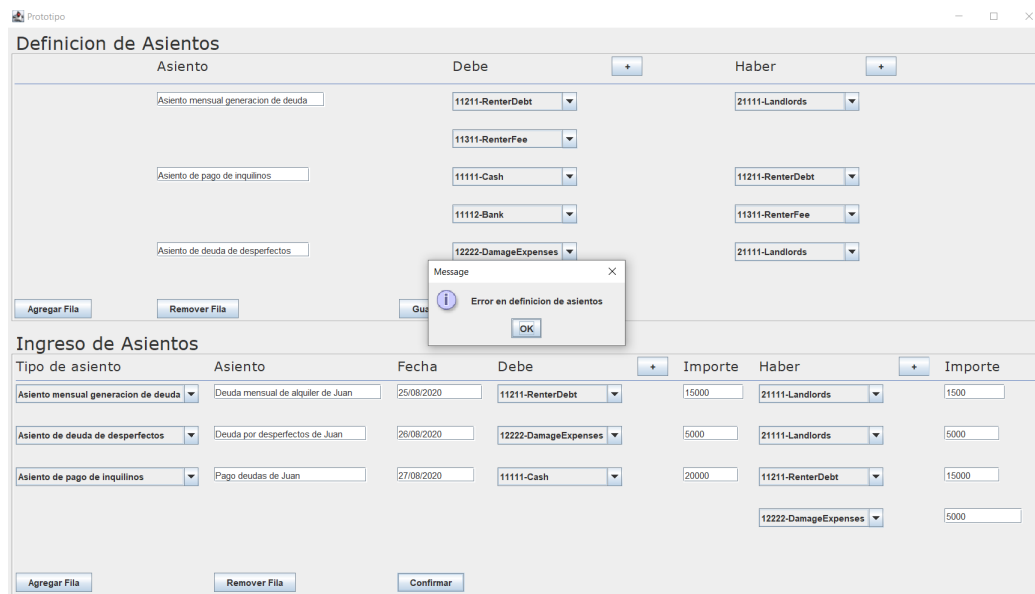 Prototipo
Definicion de Asientos
Asiento Debe + Haber +
Asiento mensual generacion de deuda 11211-RenterDebt 21111-Landlords
11311-RenterFee
Asiento de pago de inquilinos 11111-Cash 11211-RenterDebt
11112-Bank 11311-RenterFee
Asiento de deuda de desperfectos 12222-DamageExpenses 21111-Landlords
Message
Error en definicion de asientos
OK
Agregar Fila Remover Fila Gua
Ingreso de Asientos
Tipo de asiento Asiento Fecha Debe + Importe Haber + Importe
Asiento mensual generacion de deuda Deuda mensual de alquiler de Juan 25/08/2020 11211-RenterDebt 15000 21111-Landlords 1500
Asiento de deuda de desperfectos Deuda por desperfectos de Juan 26/08/2020 12222-DamageExpenses 5000 21111-Landlords 5000
Asiento de pago de inquilinos Pago deudas de Juan 27/08/2020 11111-Cash 20000 11211-RenterDebt 15000
12222-DamageExpenses 5000
Agregar Fila Remover Fila Confirmar